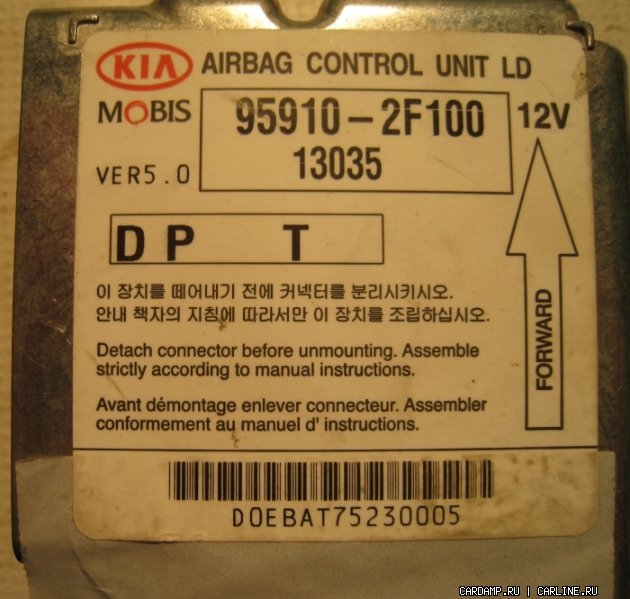 KIA AIRBAG CONTROL UNIT LD
MOBIS 95910-2F100 12V
VER5.0 13035
DP T
이 장치를 떼어내기 전에 커넥터를 분리시키시오.
안내 책자의 지침에 따라서만 이 장치를 조립하십시오.
FORWARD
Detach connector before unmounting. Assemble
strictly according to manual instructions.
Avant démontage enlever connecteur. Assembler
conformement au manuel d' instructions.
DOEBAT75230005
CARDAMP.RU | CARLINE.RU